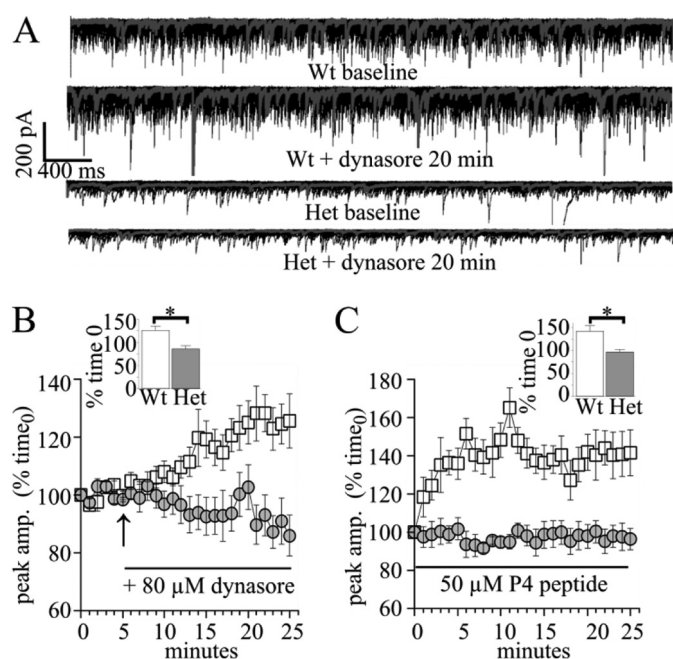 A
Wt baseline
Wt + dynasore 20 min
200 pA
400 ms
Het baseline
Het + dynasore 20 min
B
% time 0
150
100
50
0
*
Wt Het
peak amp. (% time0)
140
120
100
80
60
+ 80 µM dynasore
0 5 10 15 20 25
minutes
C
% time 0
150
100
50
0
*
Wt Het
peak amp. (% time0)
180
160
140
120
100
80
60
50 µM P4 peptide
0 5 10 15 20 25
minutes